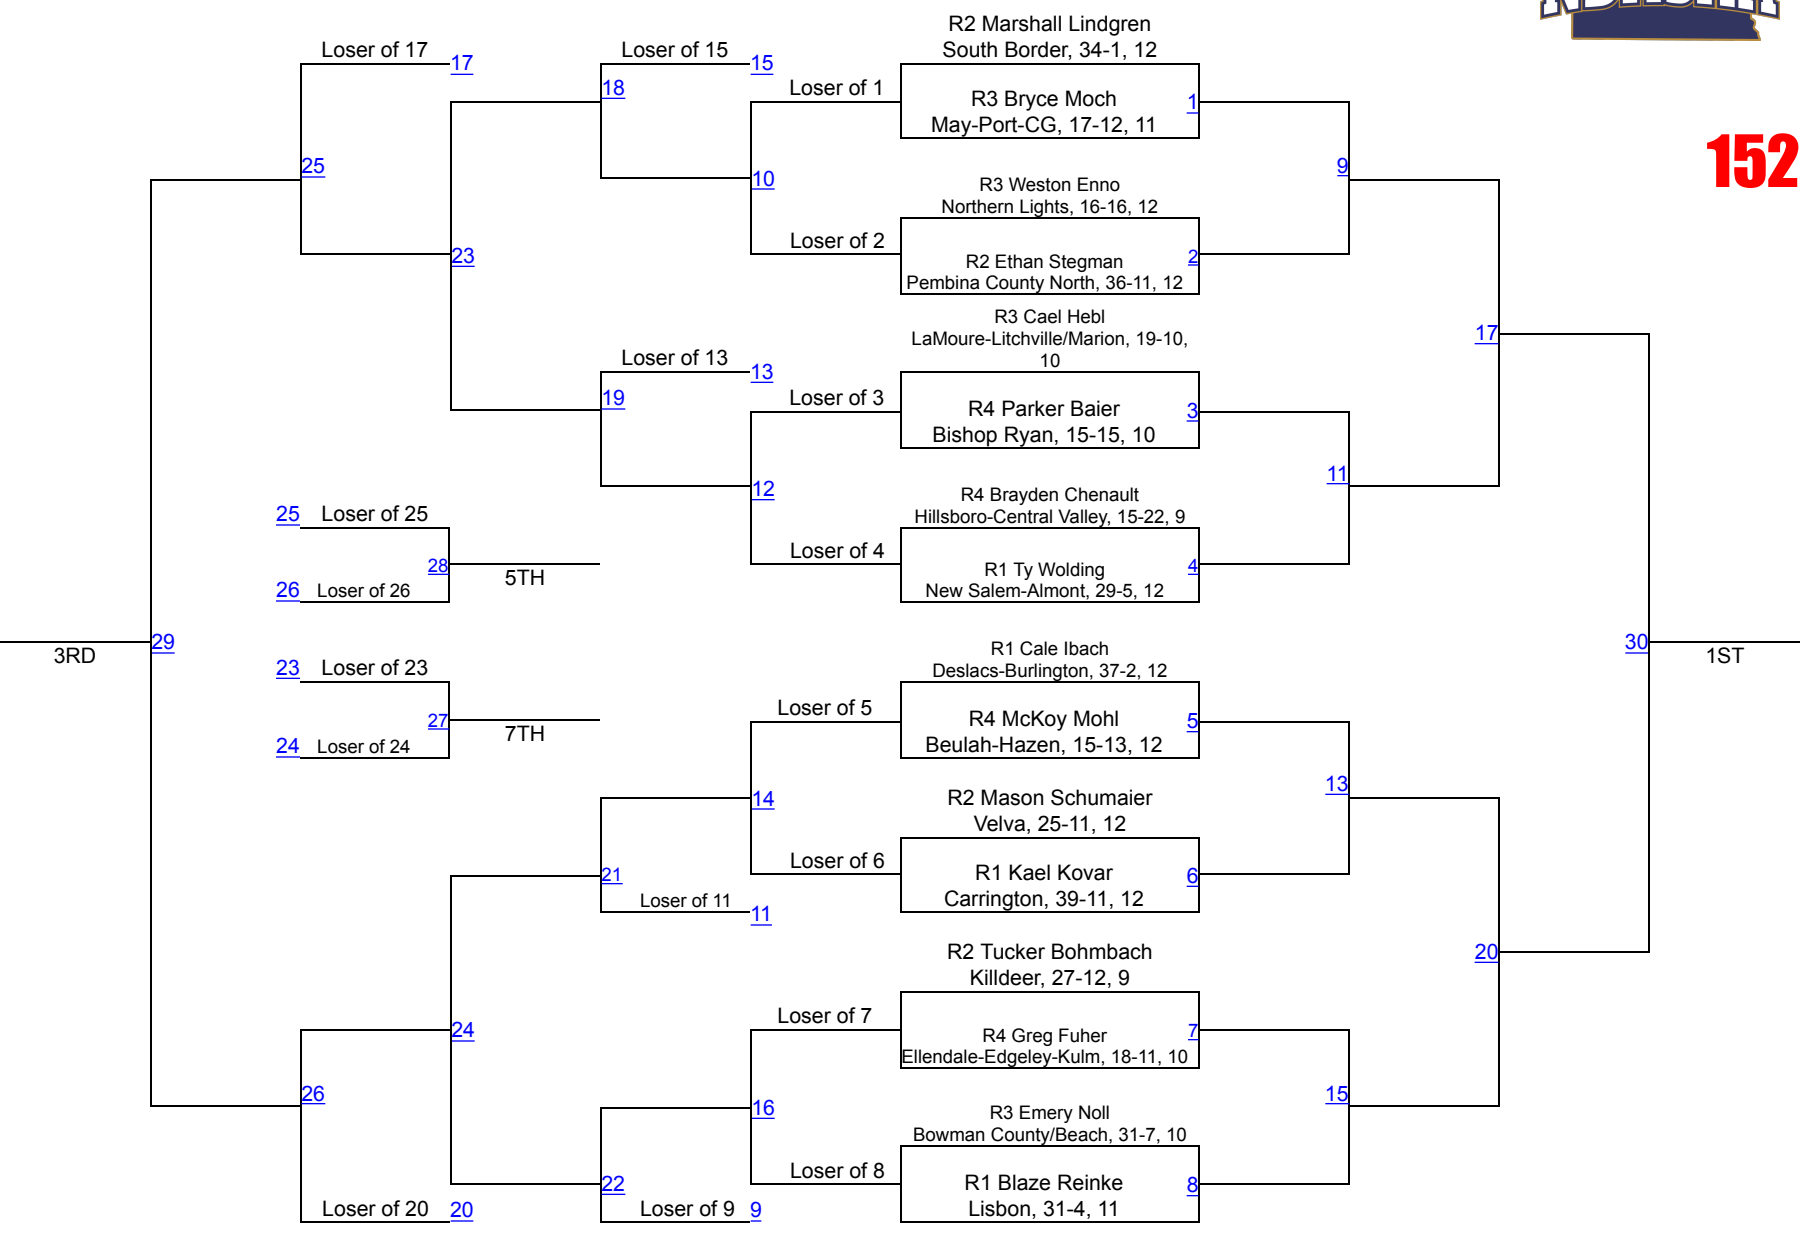 NDHSAA
152
R2 Marshall Lindgren
South Border, 34-1, 12
Loser of 17
17
Loser of 15
15
18
Loser of 1
R3 Bryce Moch
May-Port-CG, 17-12, 11
1
25
10
9
R3 Weston Enno
Northern Lights, 16-16, 12
23
Loser of 2
R2 Ethan Stegman
Pembina County North, 36-11, 12
2
R3 Cael Hebl
LaMoure-Litchville/Marion, 19-10,
10
17
Loser of 13
13
19
Loser of 3
R4 Parker Baier
Bishop Ryan, 15-15, 10
3
12
11
R4 Brayden Chenault
Hillsboro-Central Valley, 15-22, 9
25
Loser of 25
28
5TH
26
Loser of 26
Loser of 4
R1 Ty Wolding
New Salem-Almont, 29-5, 12
4
3RD
29
30
1ST
R1 Cale Ibach
Deslacs-Burlington, 37-2, 12
23
Loser of 23
27
7TH
24
Loser of 24
Loser of 5
R4 McKoy Mohl
Beulah-Hazen, 15-13, 12
5
14
13
R2 Mason Schumaier
Velva, 25-11, 12
21
Loser of 6
R1 Kael Kovar
Carrington, 39-11, 12
6
Loser of 11
11
R2 Tucker Bohmbach
Killdeer, 27-12, 9
20
24
Loser of 7
R4 Greg Fuher
Ellendale-Edgeley-Kulm, 18-11, 10
7
26
16
15
R3 Emery Noll
Bowman County/Beach, 31-7, 10
22
Loser of 8
R1 Blaze Reinke
Lisbon, 31-4, 11
8
Loser of 20
20
Loser of 9
9